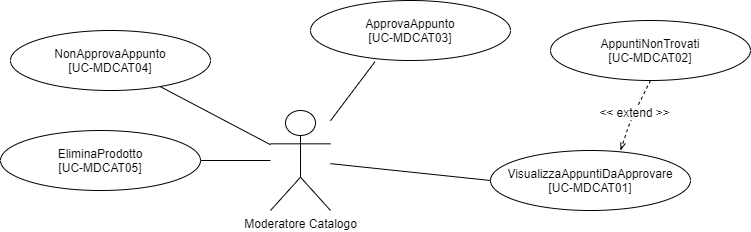 ApprovaAppunto
[UC-MDCAT03]
AppuntiNonTrovati
[UC-MDCAT02]
NonApprovaAppunto
[UC-MDCAT04]
<< extend >>
EliminaProdotto
[UC-MDCAT05]
VisualizzaAppuntiDaApprovare
[UC-MDCAT01]
Moderatore Catalogo